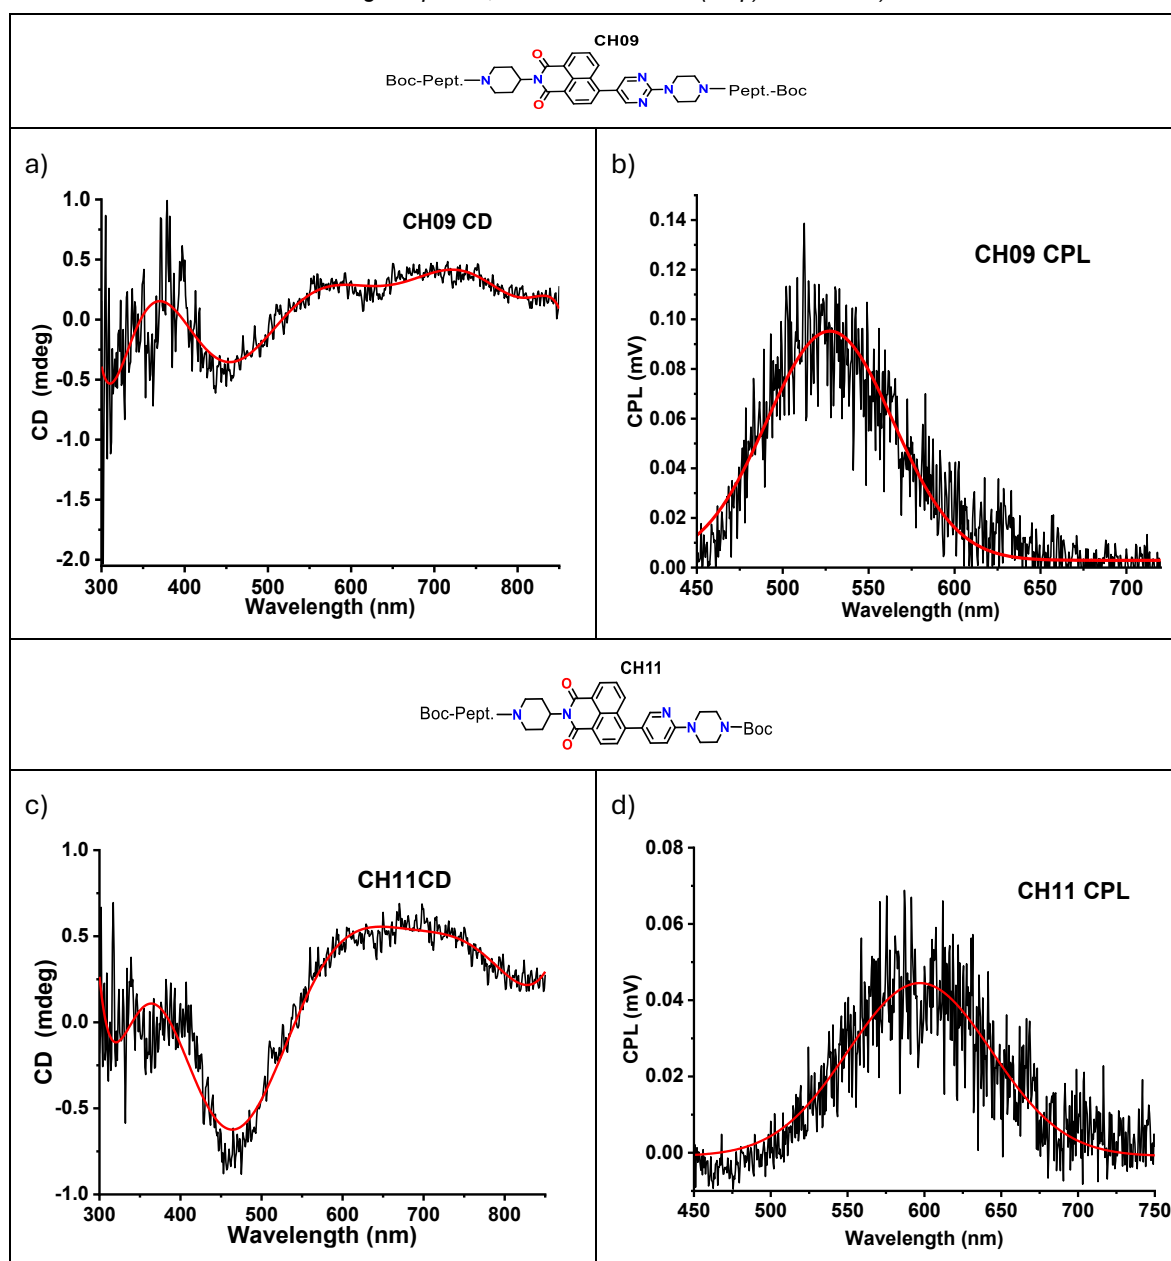 CH09
O
Boc-Pept.
N
N
O
N
N
N
N
Pept.-Boc
a)
1.0
0.5
0.0
-0.5
-1.0
-1.5
-2.0
CD (mdeg)
CH09 CD
300 400 500 600 700 800
Wavelength (nm)
b)
0.14
0.12
0.10
0.08
0.06
0.04
0.02
0.00
CPL (mV)
CH09 CPL
450 500 550 600 650 700
Wavelength (nm)
CH11
O
Boc-Pept.
N
N
O
N
N
N
Boc
c)
1.0
0.5
0.0
-0.5
-1.0
CD (mdeg)
CH11CD
300 400 500 600 700 800
Wavelength (nm)
d)
0.08
0.06
0.04
0.02
0.00
CPL (mV)
CH11 CPL
450 500 550 600 650 700 750
Wavelength (nm)